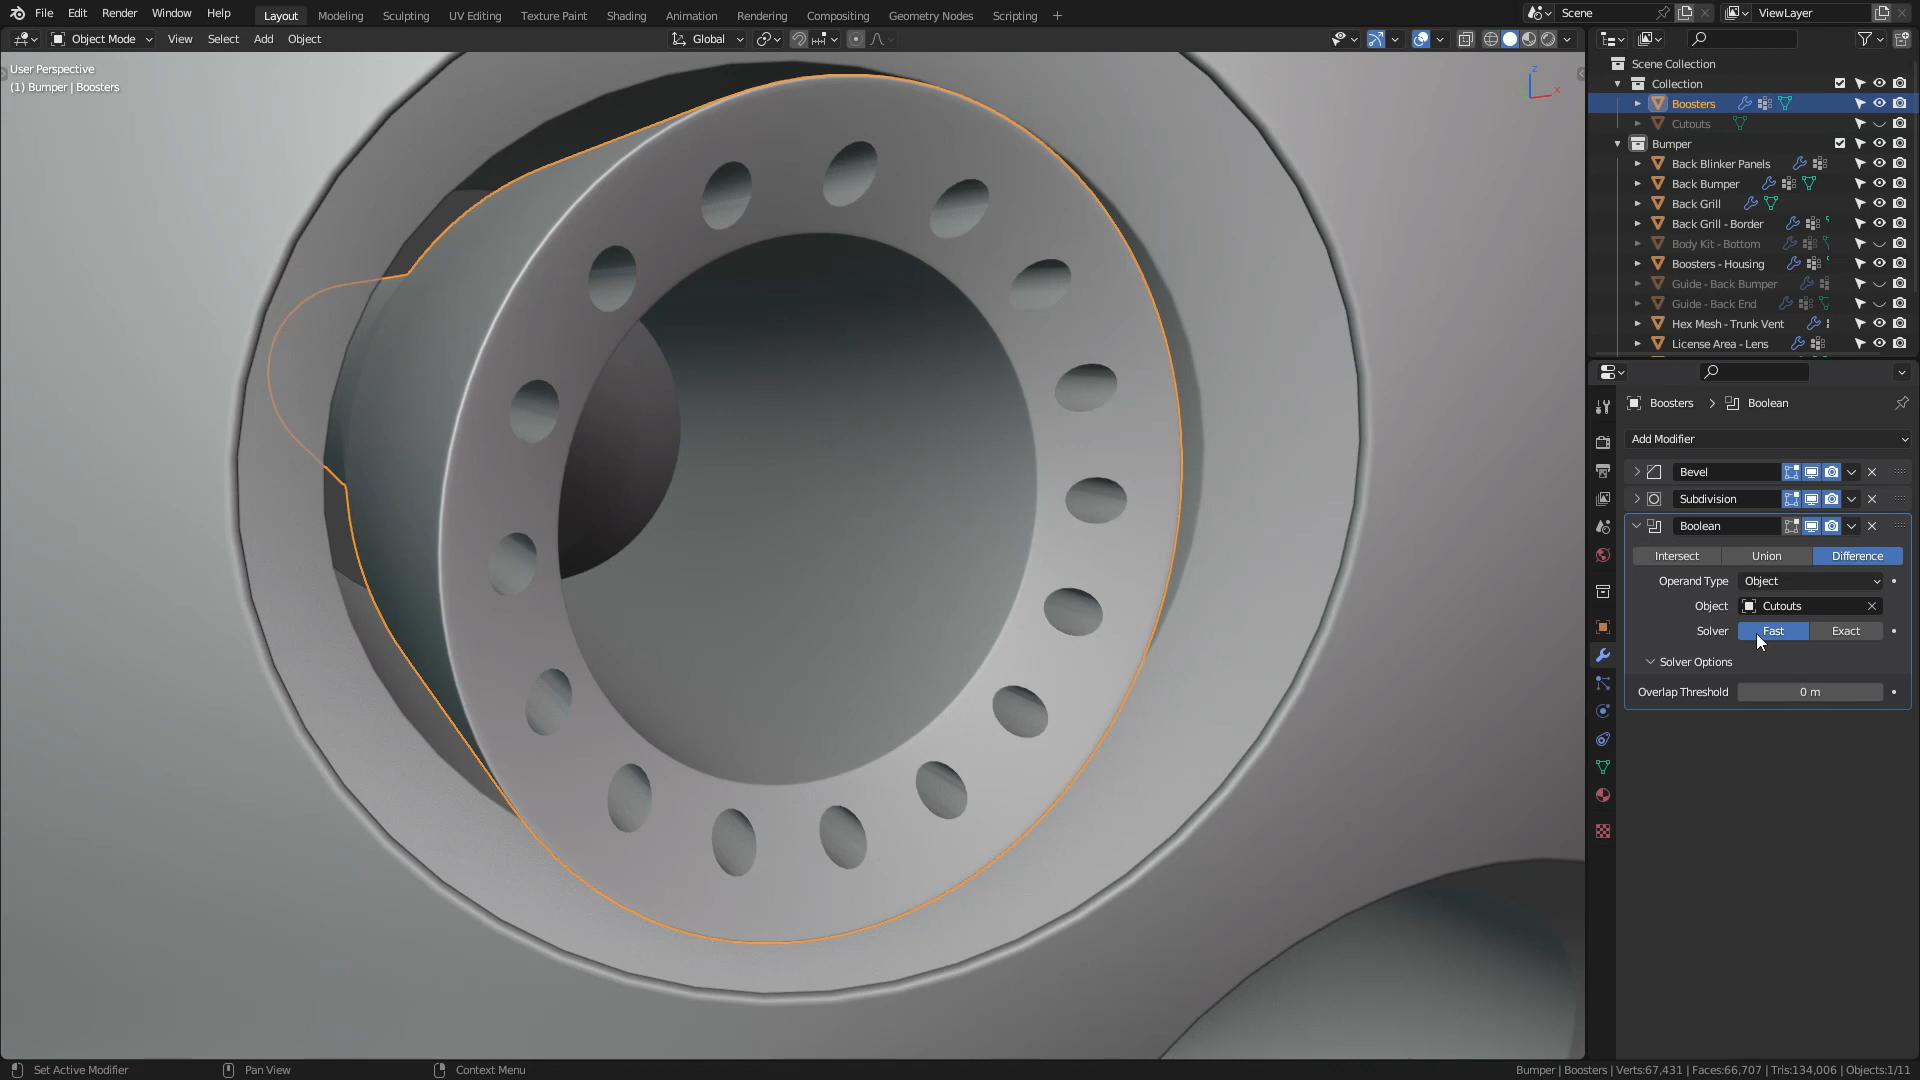 File Edit Render Window Help Layout Modeling Sculpting UV Editing Texture Paint Shading Animation Rendering Compositing Geometry Nodes Scripting + Scene ViewLayer
Object Mode View Select Add Object Global
User Perspective
(1) Bumper | Boosters
Z
X
Scene Collection
Collection
Boosters
Cutouts
Bumper
Back Blinker Panels
Back Bumper
Back Grill
Back Grill - Border
Body Kit - Bottom
Boosters - Housing
Guide - Back Bumper
Guide - Back End
Hex Mesh - Trunk Vent
License Area - Lens
Boosters > Boolean
Add Modifier
Bevel
Subdivision
Boolean
Intersect Union Difference
Operand Type Object
Object Cutouts
Solver Fast Exact
Solver Options
Overlap Threshold 0 m
Set Active Modifier Pan View Context Menu Bumper | Boosters | Verts:67,431 | Faces:66,707 | Tris:134,006 | Objects:1/11